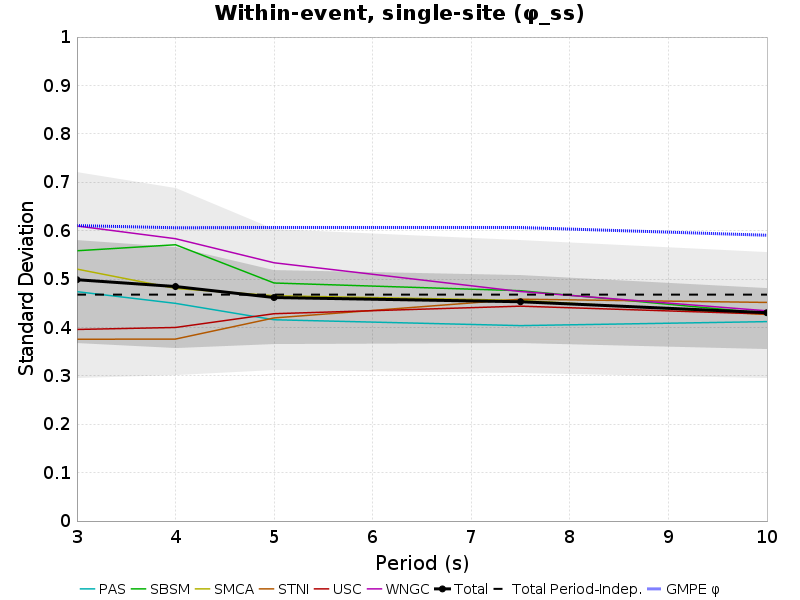 Within-event, single-site (φ_ss)
1
0.9
0.8
0.7
0.6
0.5
0.4
0.3
0.2
0.1
0
Standard Deviation
3 4 5 6 7 8 9 10
Period (s)
PAS SBSM SMCA STNI USC WNGC Total Total Period-Indep. GMPE φ